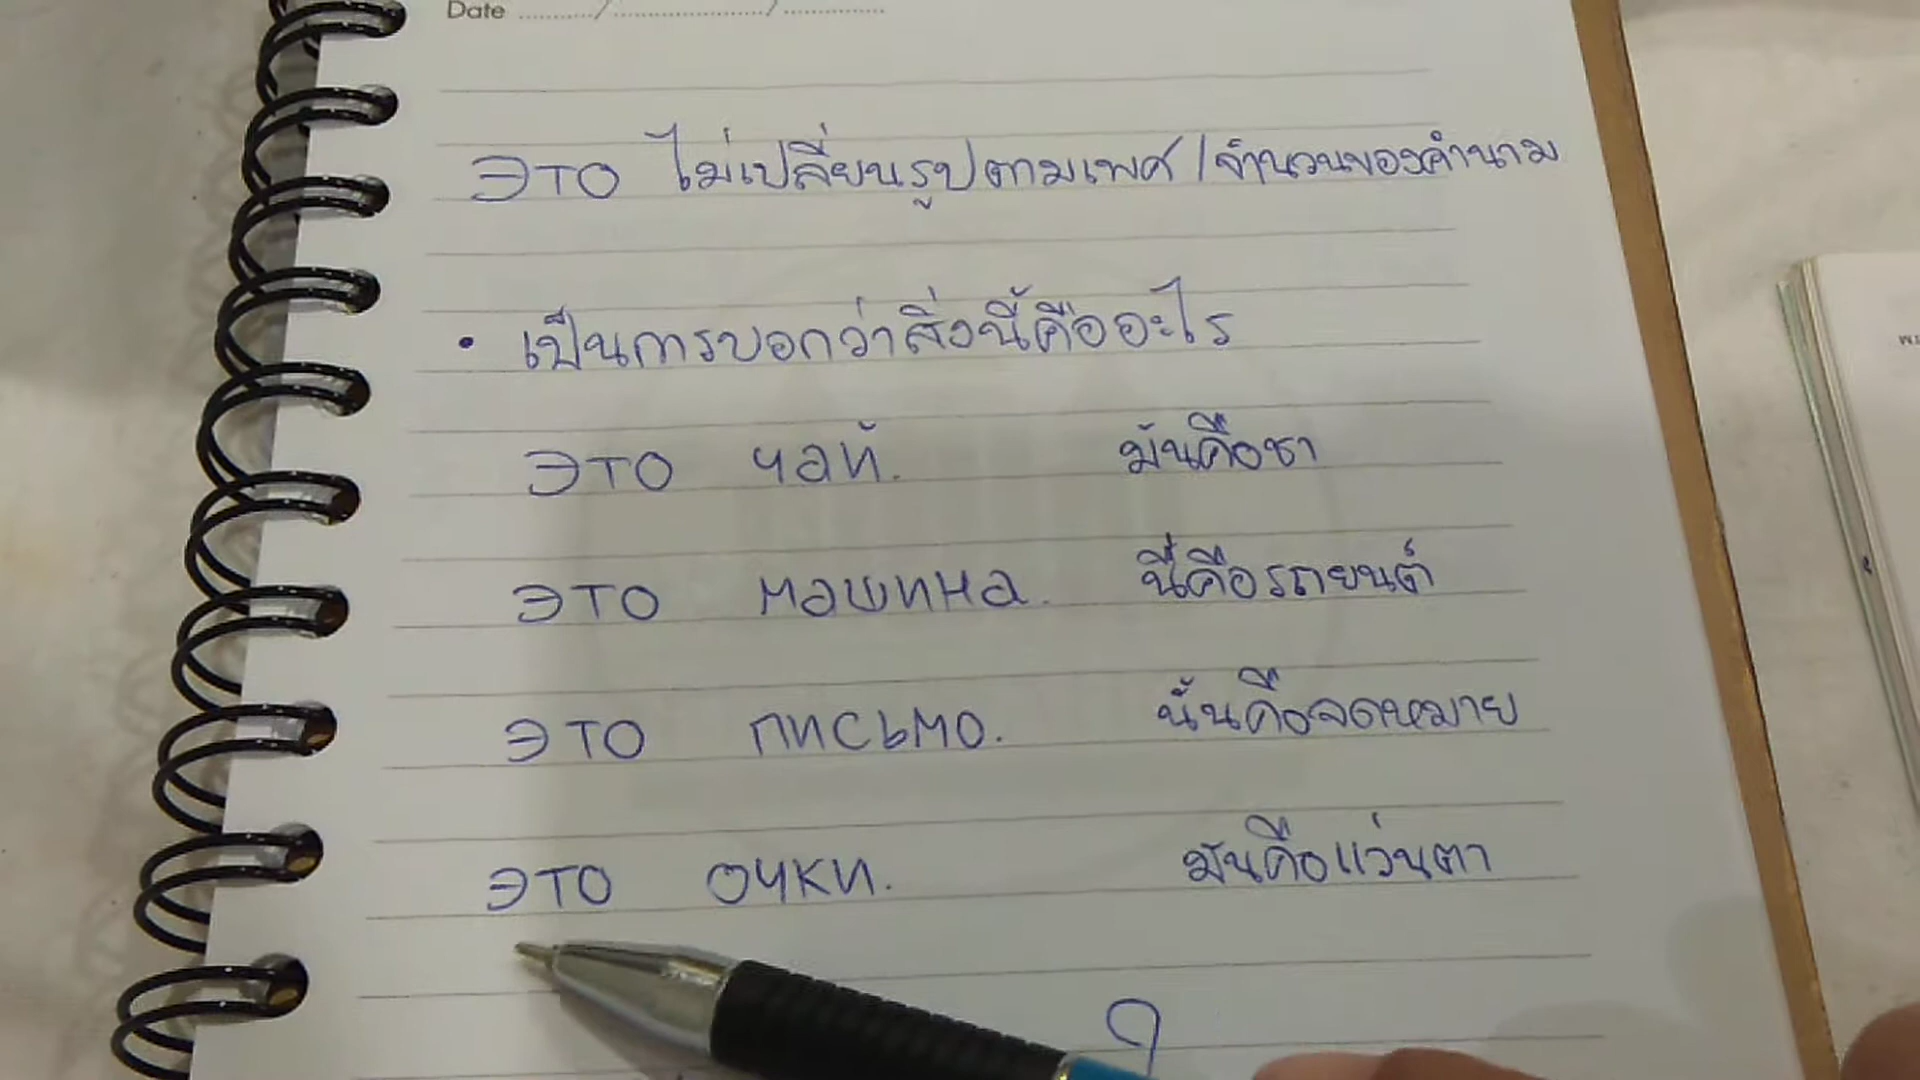 Date ......../................../...............
ЭТО ไม่เปลี่ยนรูปตามเพศ/จำนวนของคำนาม
• เป็นการบอกว่าสิ่งนี้คืออะไร
ЭТО чай. มันคือชา
ЭТО машина. นี่คือรถยนต์
ЭТО письмо. นั้นคือจดหมาย
ЭТО очки. มันคือแว่นตา